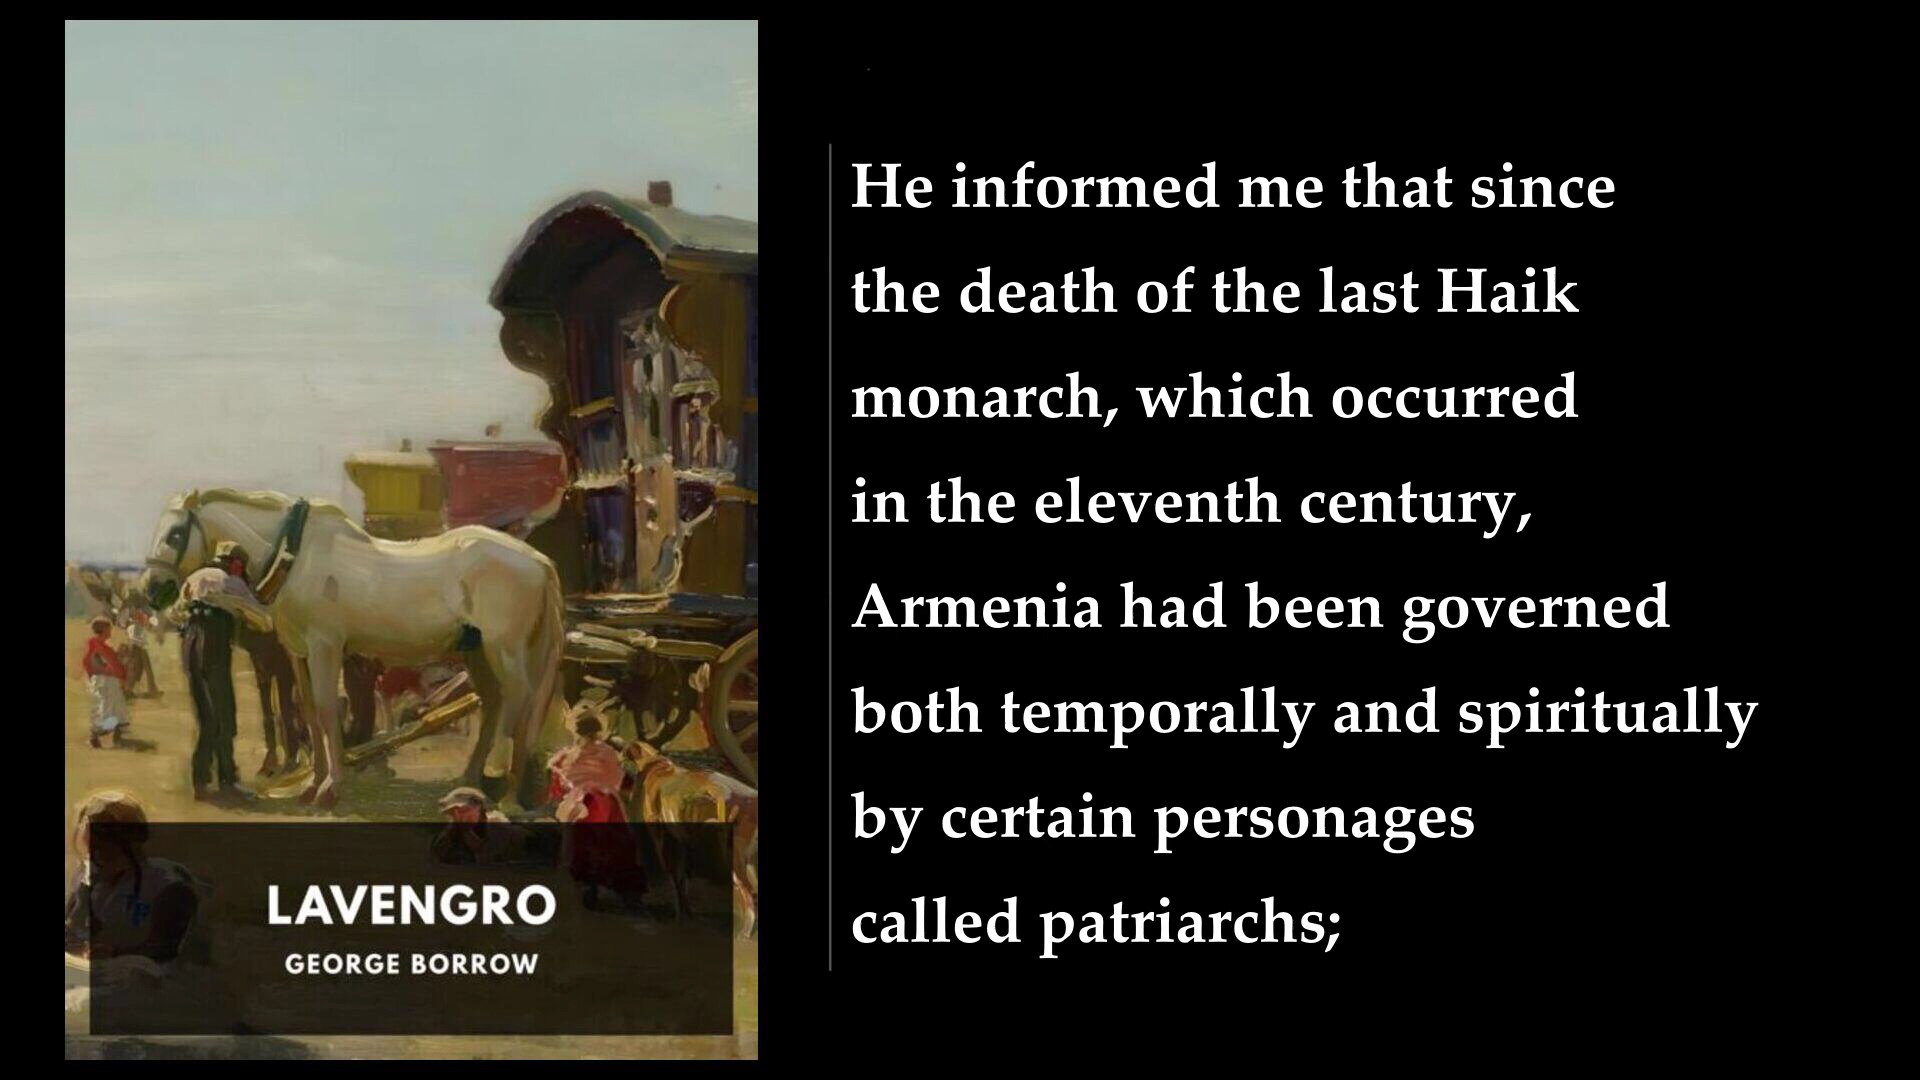 LAVENGRO
GEORGE BORROW
He informed me that since
the death of the last Haik
monarch, which occurred
in the eleventh century,
Armenia had been governed
both temporally and spiritually
by certain personages
called patriarchs;